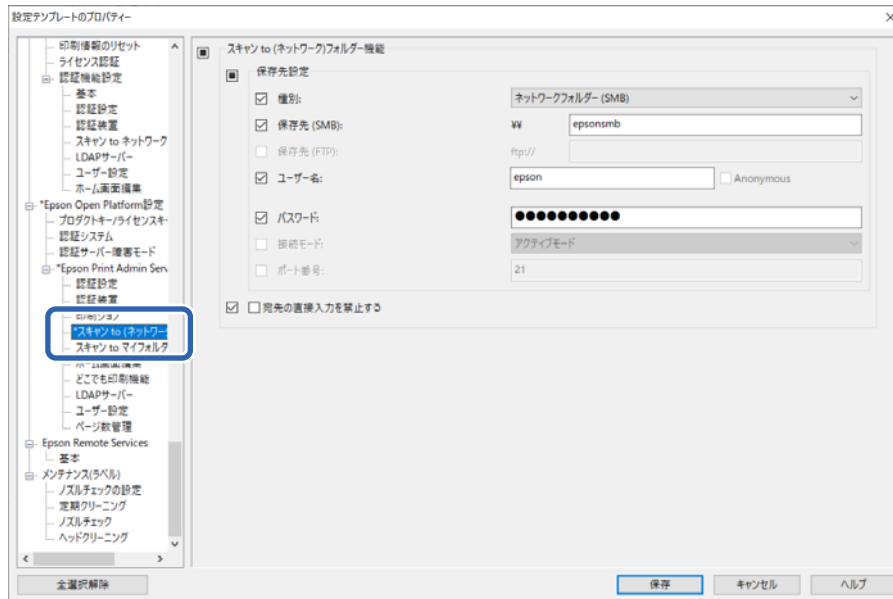 設定テンプレートのプロパティー
印刷情報のリセット
ライセンス認証
認証機能設定
基本
認証設定
認証装置
スキャン to ネットワーク
LDAPサーバー
ユーザー設定
ホーム画面編集
*Epson Open Platform設定
プロダクトキー/ライセンスキ-
認証システム
認証サーバー障害モード
*Epson Print Admin Serv
認証設定
認証装置
印刷ジョブ
*スキャン to (ネットワー
スキャン to マイフォルダ
ホーム画面編集
どこでも印刷機能
LDAPサーバー
ユーザー設定
ページ数管理
Epson Remote Services
基本
メンテナンス(ラベル)
ノズルチェックの設定
定期クリーニング
ノズルチェック
ヘッドクリーニング
全選択解除
スキャン to (ネットワーク)フォルダー機能
保存先設定
種別: ネットワークフォルダー (SMB)
保存先 (SMB): ¥¥ epsonsmb
保存先 (FTP): ftp://
ユーザー名: epson Anonymous
パスワード: ●●●●●●●●●●
接続モード: アクティブモード
ポート番号: 21
宛先の直接入力を禁止する
保存 キャンセル ヘルプ